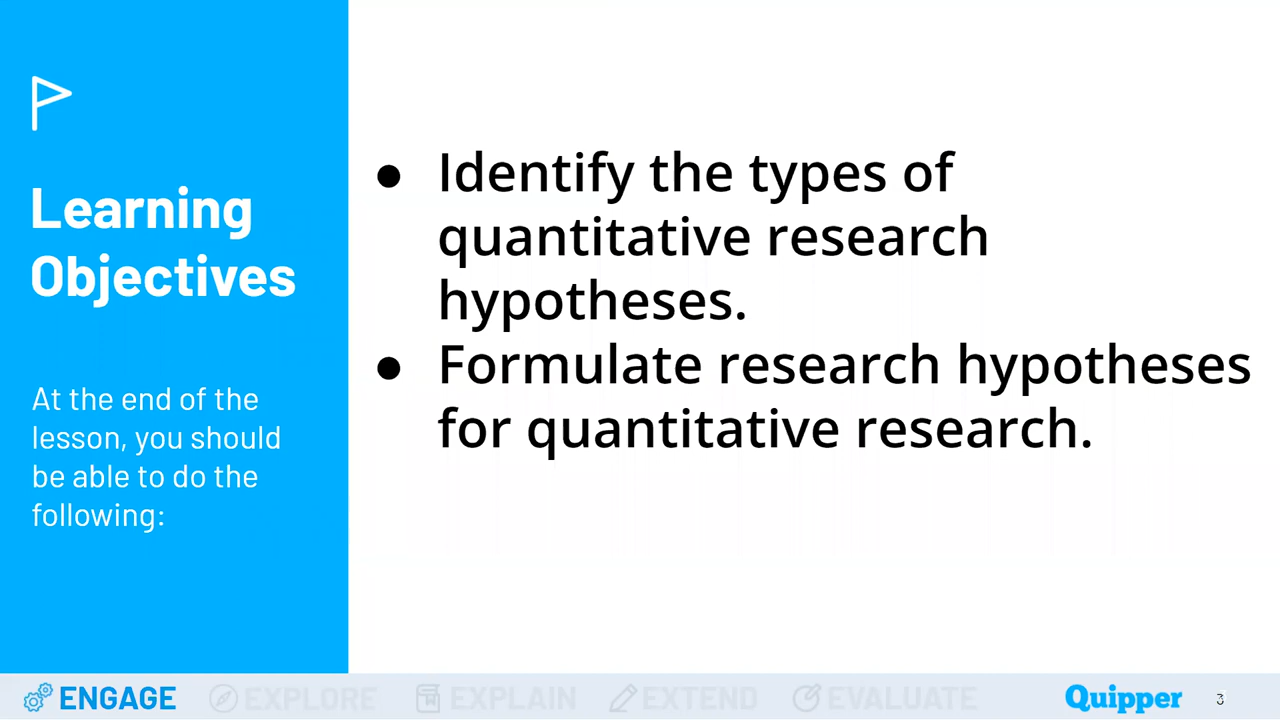 Learning
Objectives
At the end of the
lesson, you should
be able to do the
following:
● Identify the types of
quantitative research
hypotheses.
● Formulate research hypotheses
for quantitative research.
ENGAGE
EXPLORE
EXPLAIN
EXTEND
EVALUATE
Quipper
3